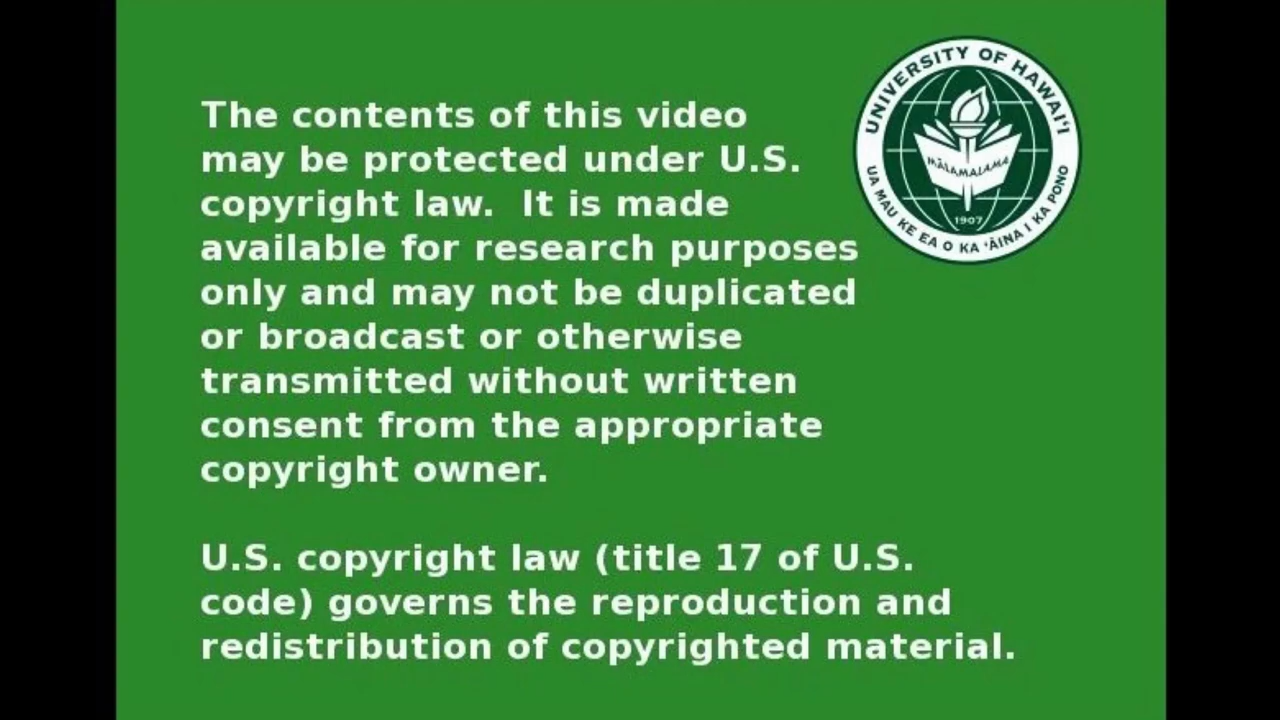 The contents of this video
may be protected under U.S.
copyright law.  It is made
available for research purposes
only and may not be duplicated
or broadcast or otherwise
transmitted without written
consent from the appropriate
copyright owner.
U.S. copyright law (title 17 of U.S.
code) governs the reproduction and
redistribution of copyrighted material.
UNIVERSITY OF HAWAIʻI
MĀLAMALAMA
1907
UA MAU KE EA O KA ʻĀINA I KA PONO